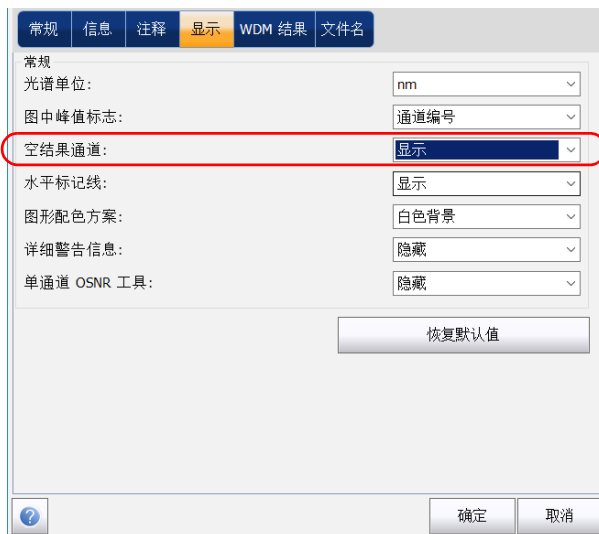 常规 信息 注释 显示 WDM 结果 文件名
常规
光谱单位: nm
图中峰值标志: 通道编号
空结果通道: 显示
水平标记线: 显示
图形配色方案: 白色背景
详细警告信息: 隐藏
单通道 OSNR 工具: 隐藏
恢复默认值
? 确定 取消